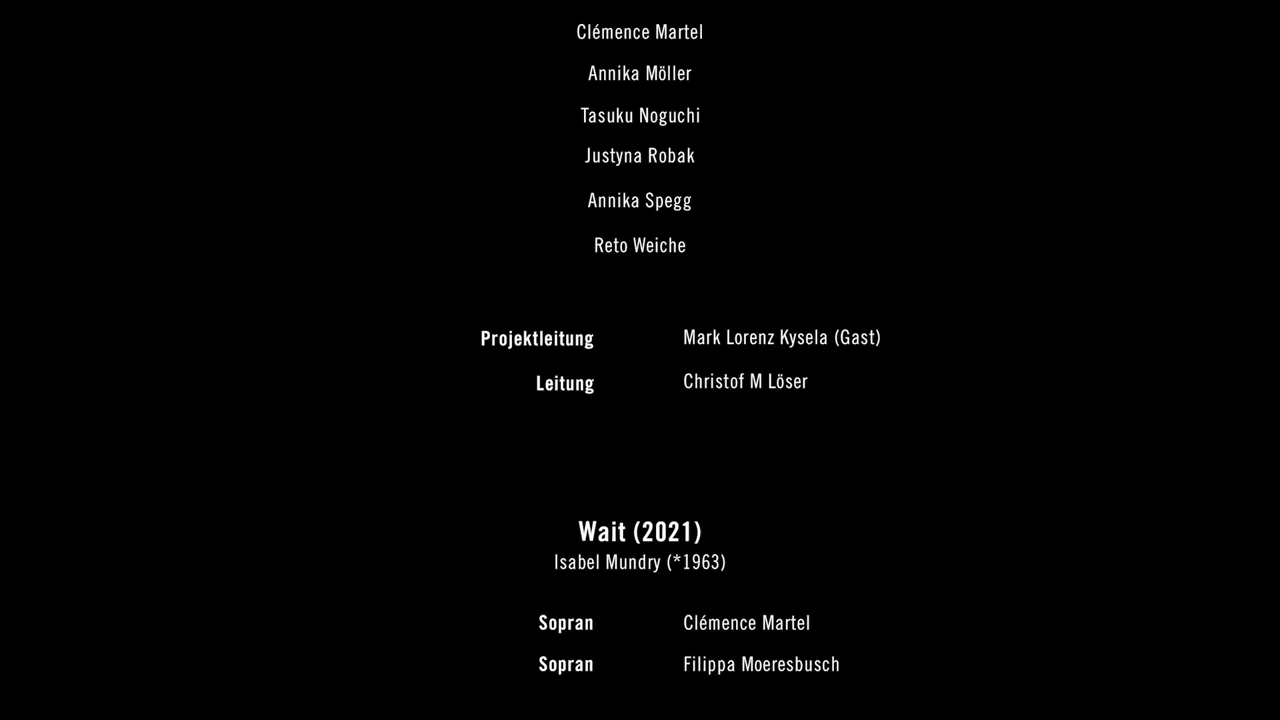 Clémence Martel
Annika Möller
Tasuku Noguchi
Justyna Robak
Annika Spegg
Reto Weiche
Projektleitung Mark Lorenz Kysela (Gast)
Leitung Christof M Löser
Wait (2021)
Isabel Mundry (*1963)
Sopran Clémence Martel
Sopran Filippa Moeresbusch